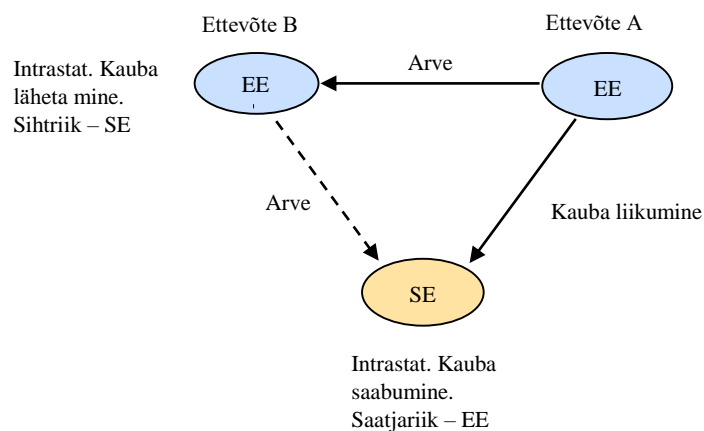 Ettevõte B
Ettevõte A
Intrastat. Kauba
läheta mine.
Sihtriik – SE
EE
Arve
EE
Arve
Kauba liikumine
SE
Intrastat. Kauba
saabumine.
Saatjariik – EE